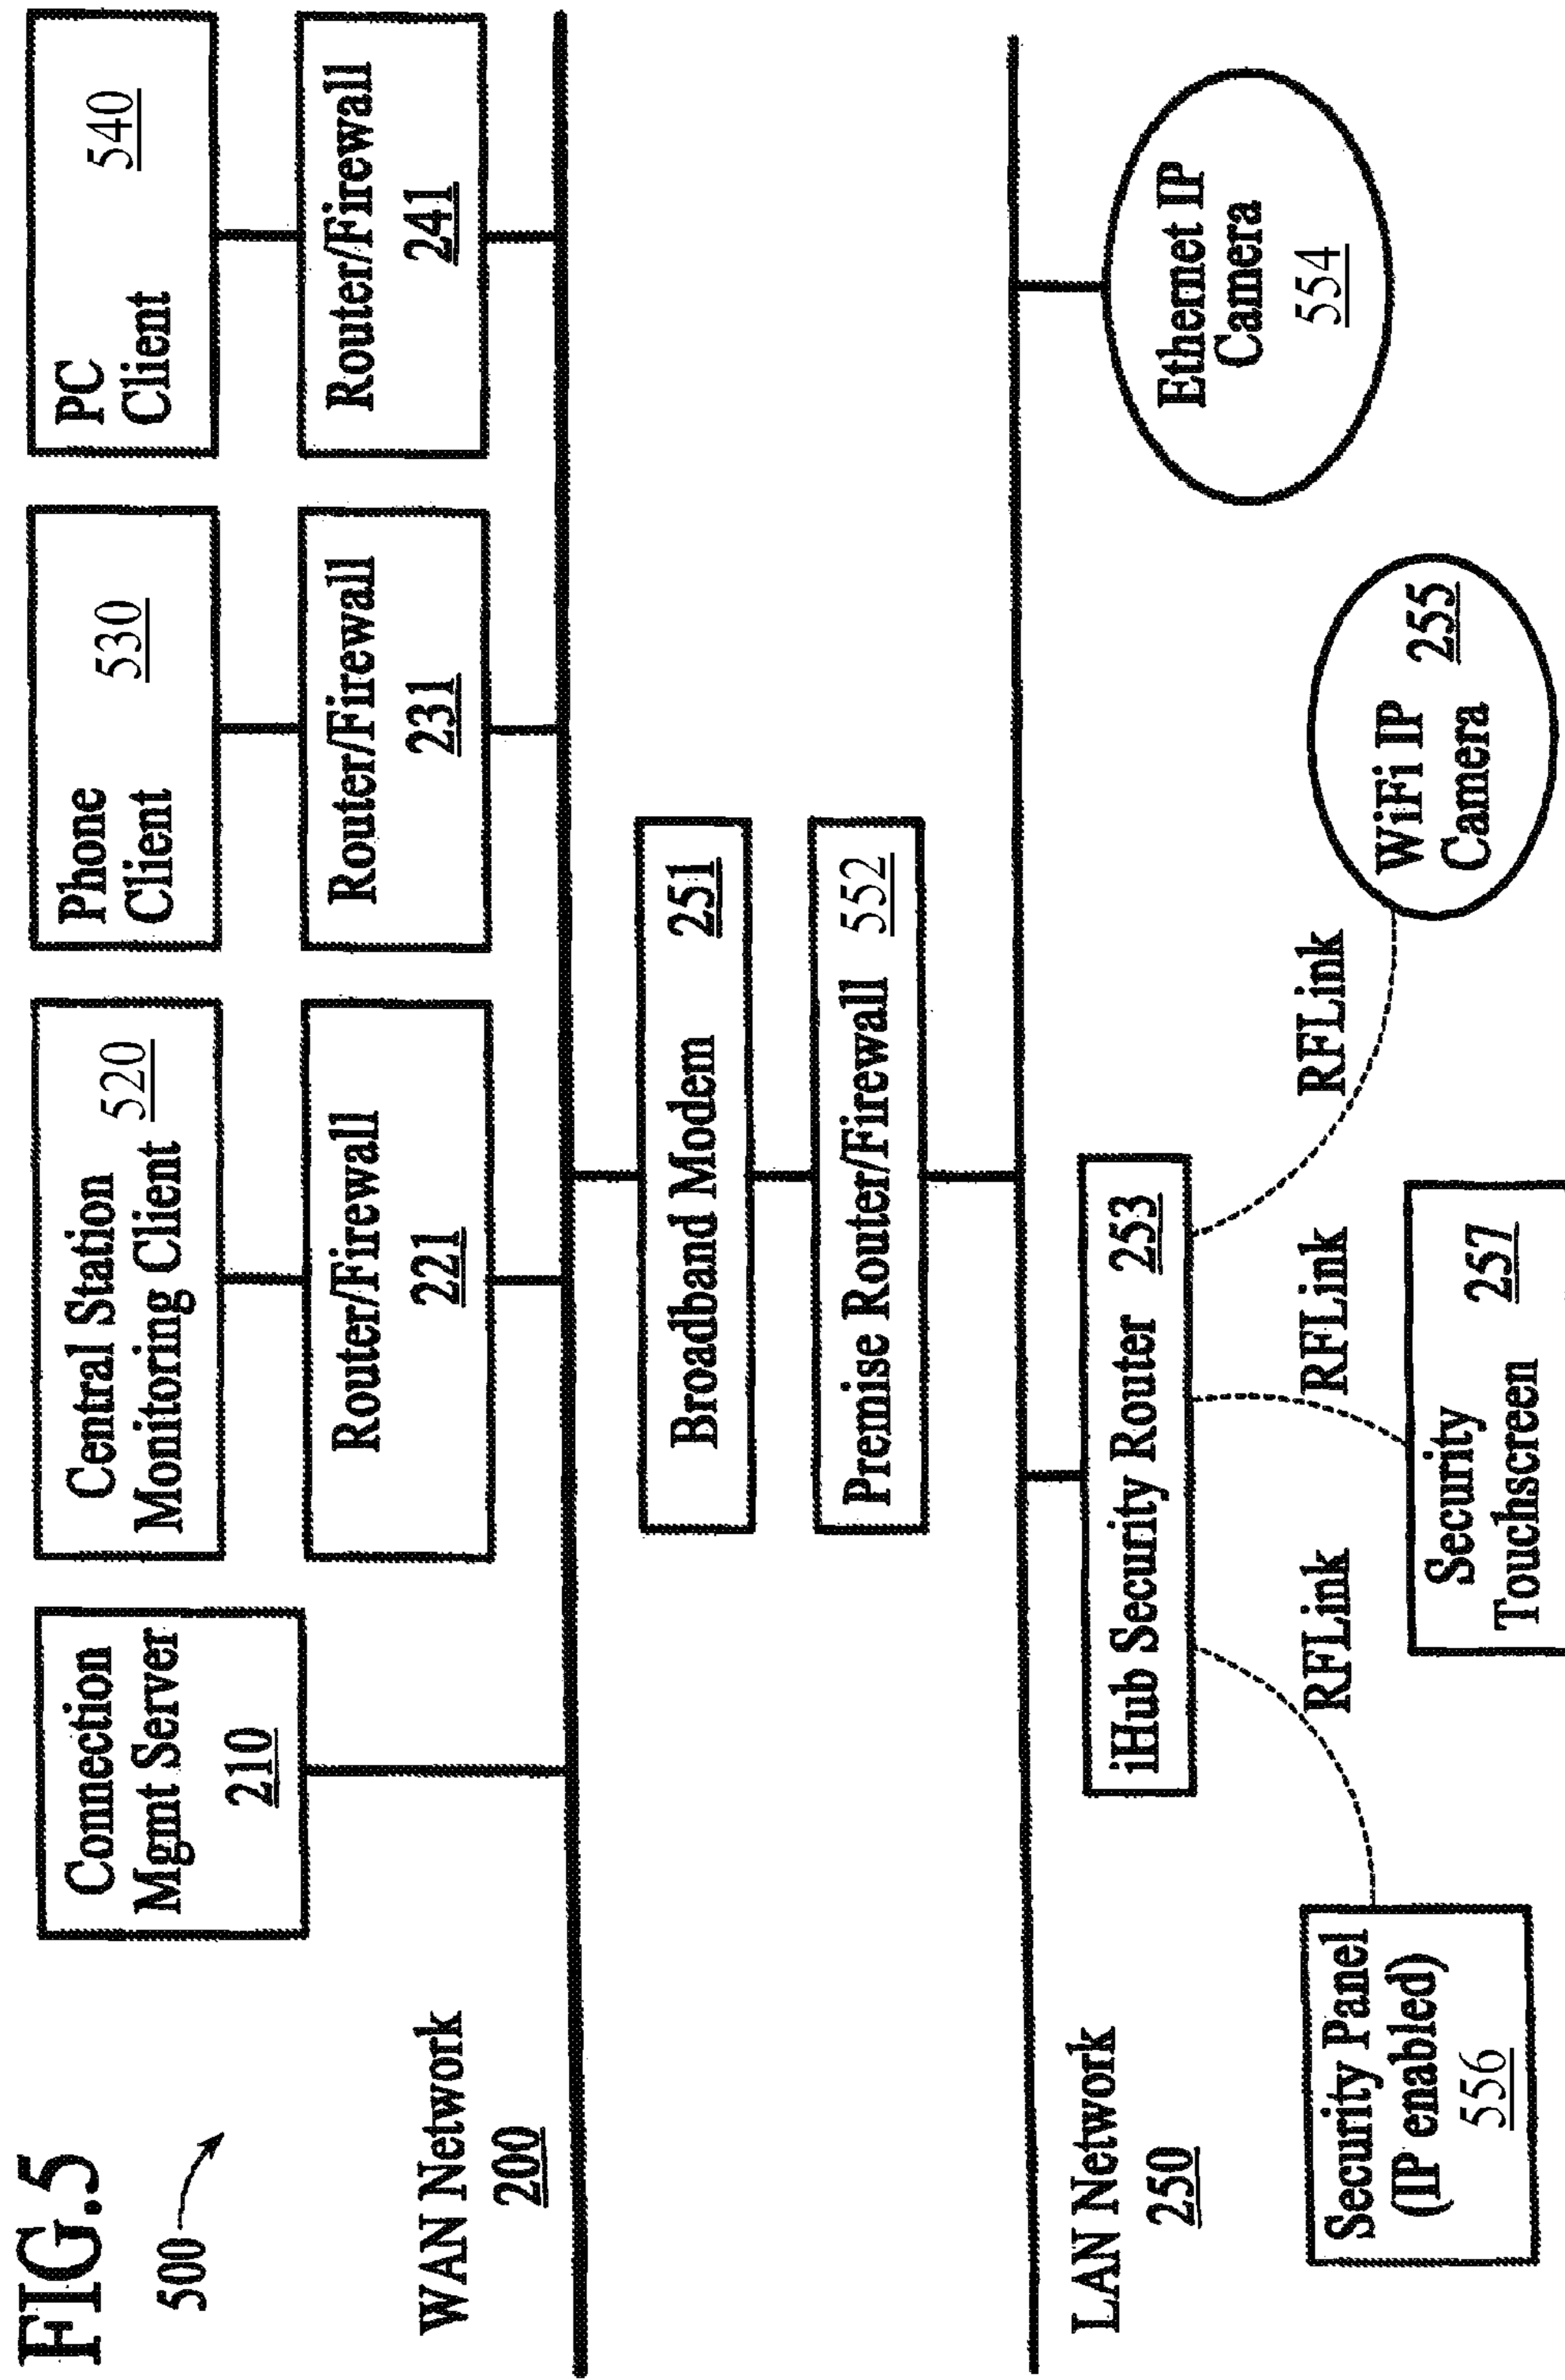 FIG.5
500
Connection
Mgmt Server
210
Central Station
Monitoring Client 520
Phone
Client 530
PC
Client 540
Router/Firewall
221
Router/Firewall
231
Router/Firewall
241
WAN Network
200
Broadband Modem 251
Premise Router/Firewall 552
LAN Network
250
iHub Security Router 253
Ethernet IP
Camera
554
RFLink
RFLink
RFLink
Security Panel
(IP enabled)
556
Security
Touchscreen 257
WiFi IP
Camera 255